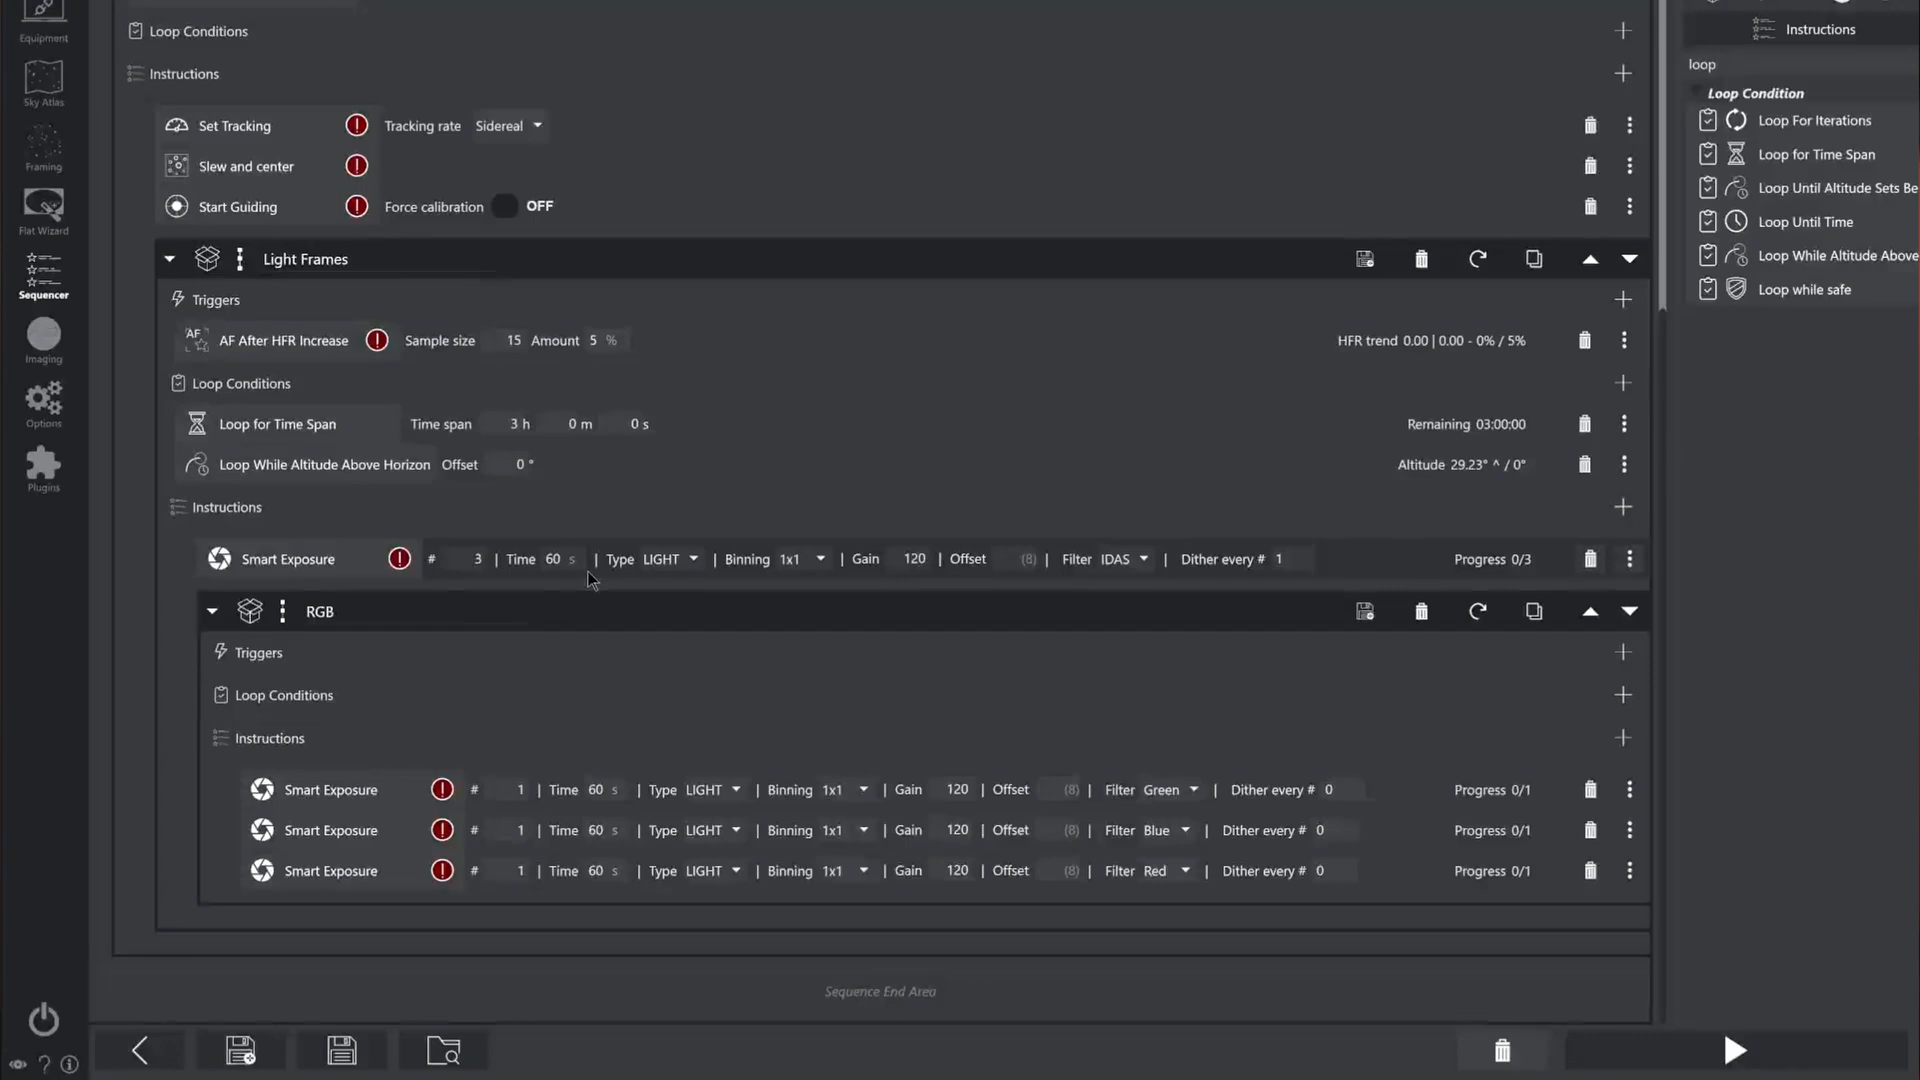 Equipment
Sky Atlas
Framing
Flat Wizard
Sequencer
Imaging
Options
Plugins
Loop Conditions
Instructions
Set Tracking Tracking rate Sidereal
Slew and center
Start Guiding Force calibration OFF
Light Frames
Triggers
AF After HFR Increase Sample size 15 Amount 5 % HFR trend 0.00 | 0.00 - 0% / 5%
Loop Conditions
Loop for Time Span Time span 3 h 0 m 0 s Remaining 03:00:00
Loop While Altitude Above Horizon Offset 0 ° Altitude 29.23° ^ / 0°
Instructions
Smart Exposure # 3 | Time 60 s | Type LIGHT | Binning 1x1 | Gain 120 | Offset (8) | Filter IDAS | Dither every # 1 Progress 0/3
RGB
Triggers
Loop Conditions
Instructions
Smart Exposure # 1 | Time 60 s | Type LIGHT | Binning 1x1 | Gain 120 | Offset (8) | Filter Green | Dither every # 0 Progress 0/1
Smart Exposure # 1 | Time 60 s | Type LIGHT | Binning 1x1 | Gain 120 | Offset (8) | Filter Blue | Dither every # 0 Progress 0/1
Smart Exposure # 1 | Time 60 s | Type LIGHT | Binning 1x1 | Gain 120 | Offset (8) | Filter Red | Dither every # 0 Progress 0/1
Sequence End Area
Instructions
loop
Loop Condition
Loop For Iterations
Loop for Time Span
Loop Until Altitude Sets Be
Loop Until Time
Loop While Altitude Above
Loop while safe